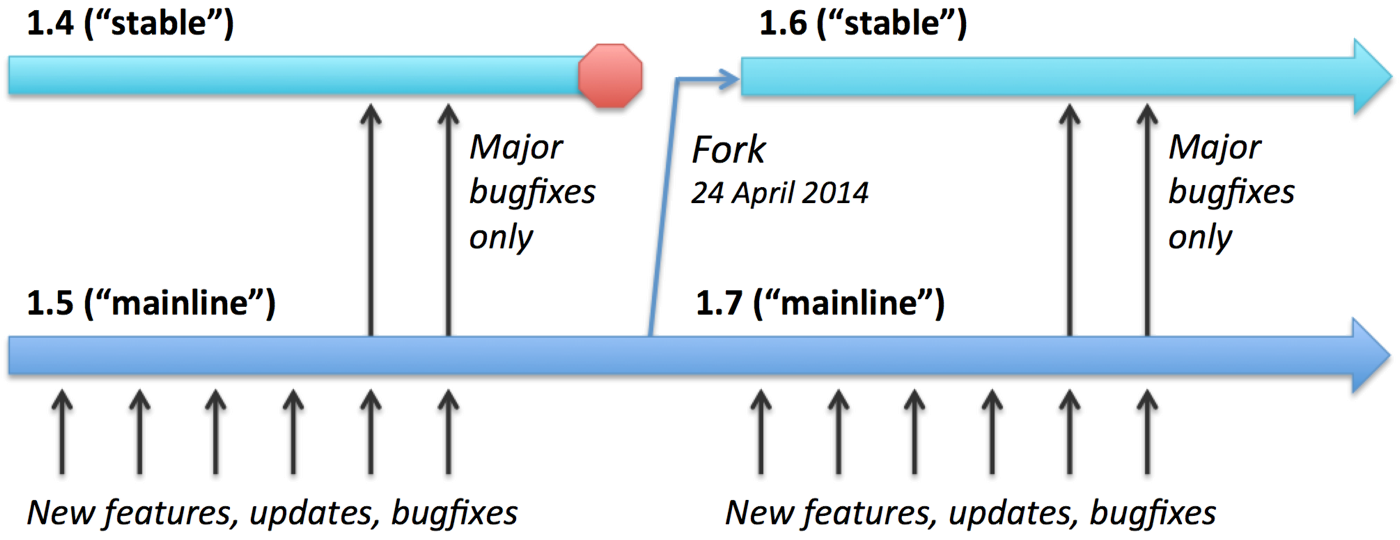 1.4 (“stable”)
1.6 (“stable”)
Major
bugfixes
only
Fork
24 April 2014
Major
bugfixes
only
1.5 (“mainline”)
1.7 (“mainline”)
New features, updates, bugfixes
New features, updates, bugfixes